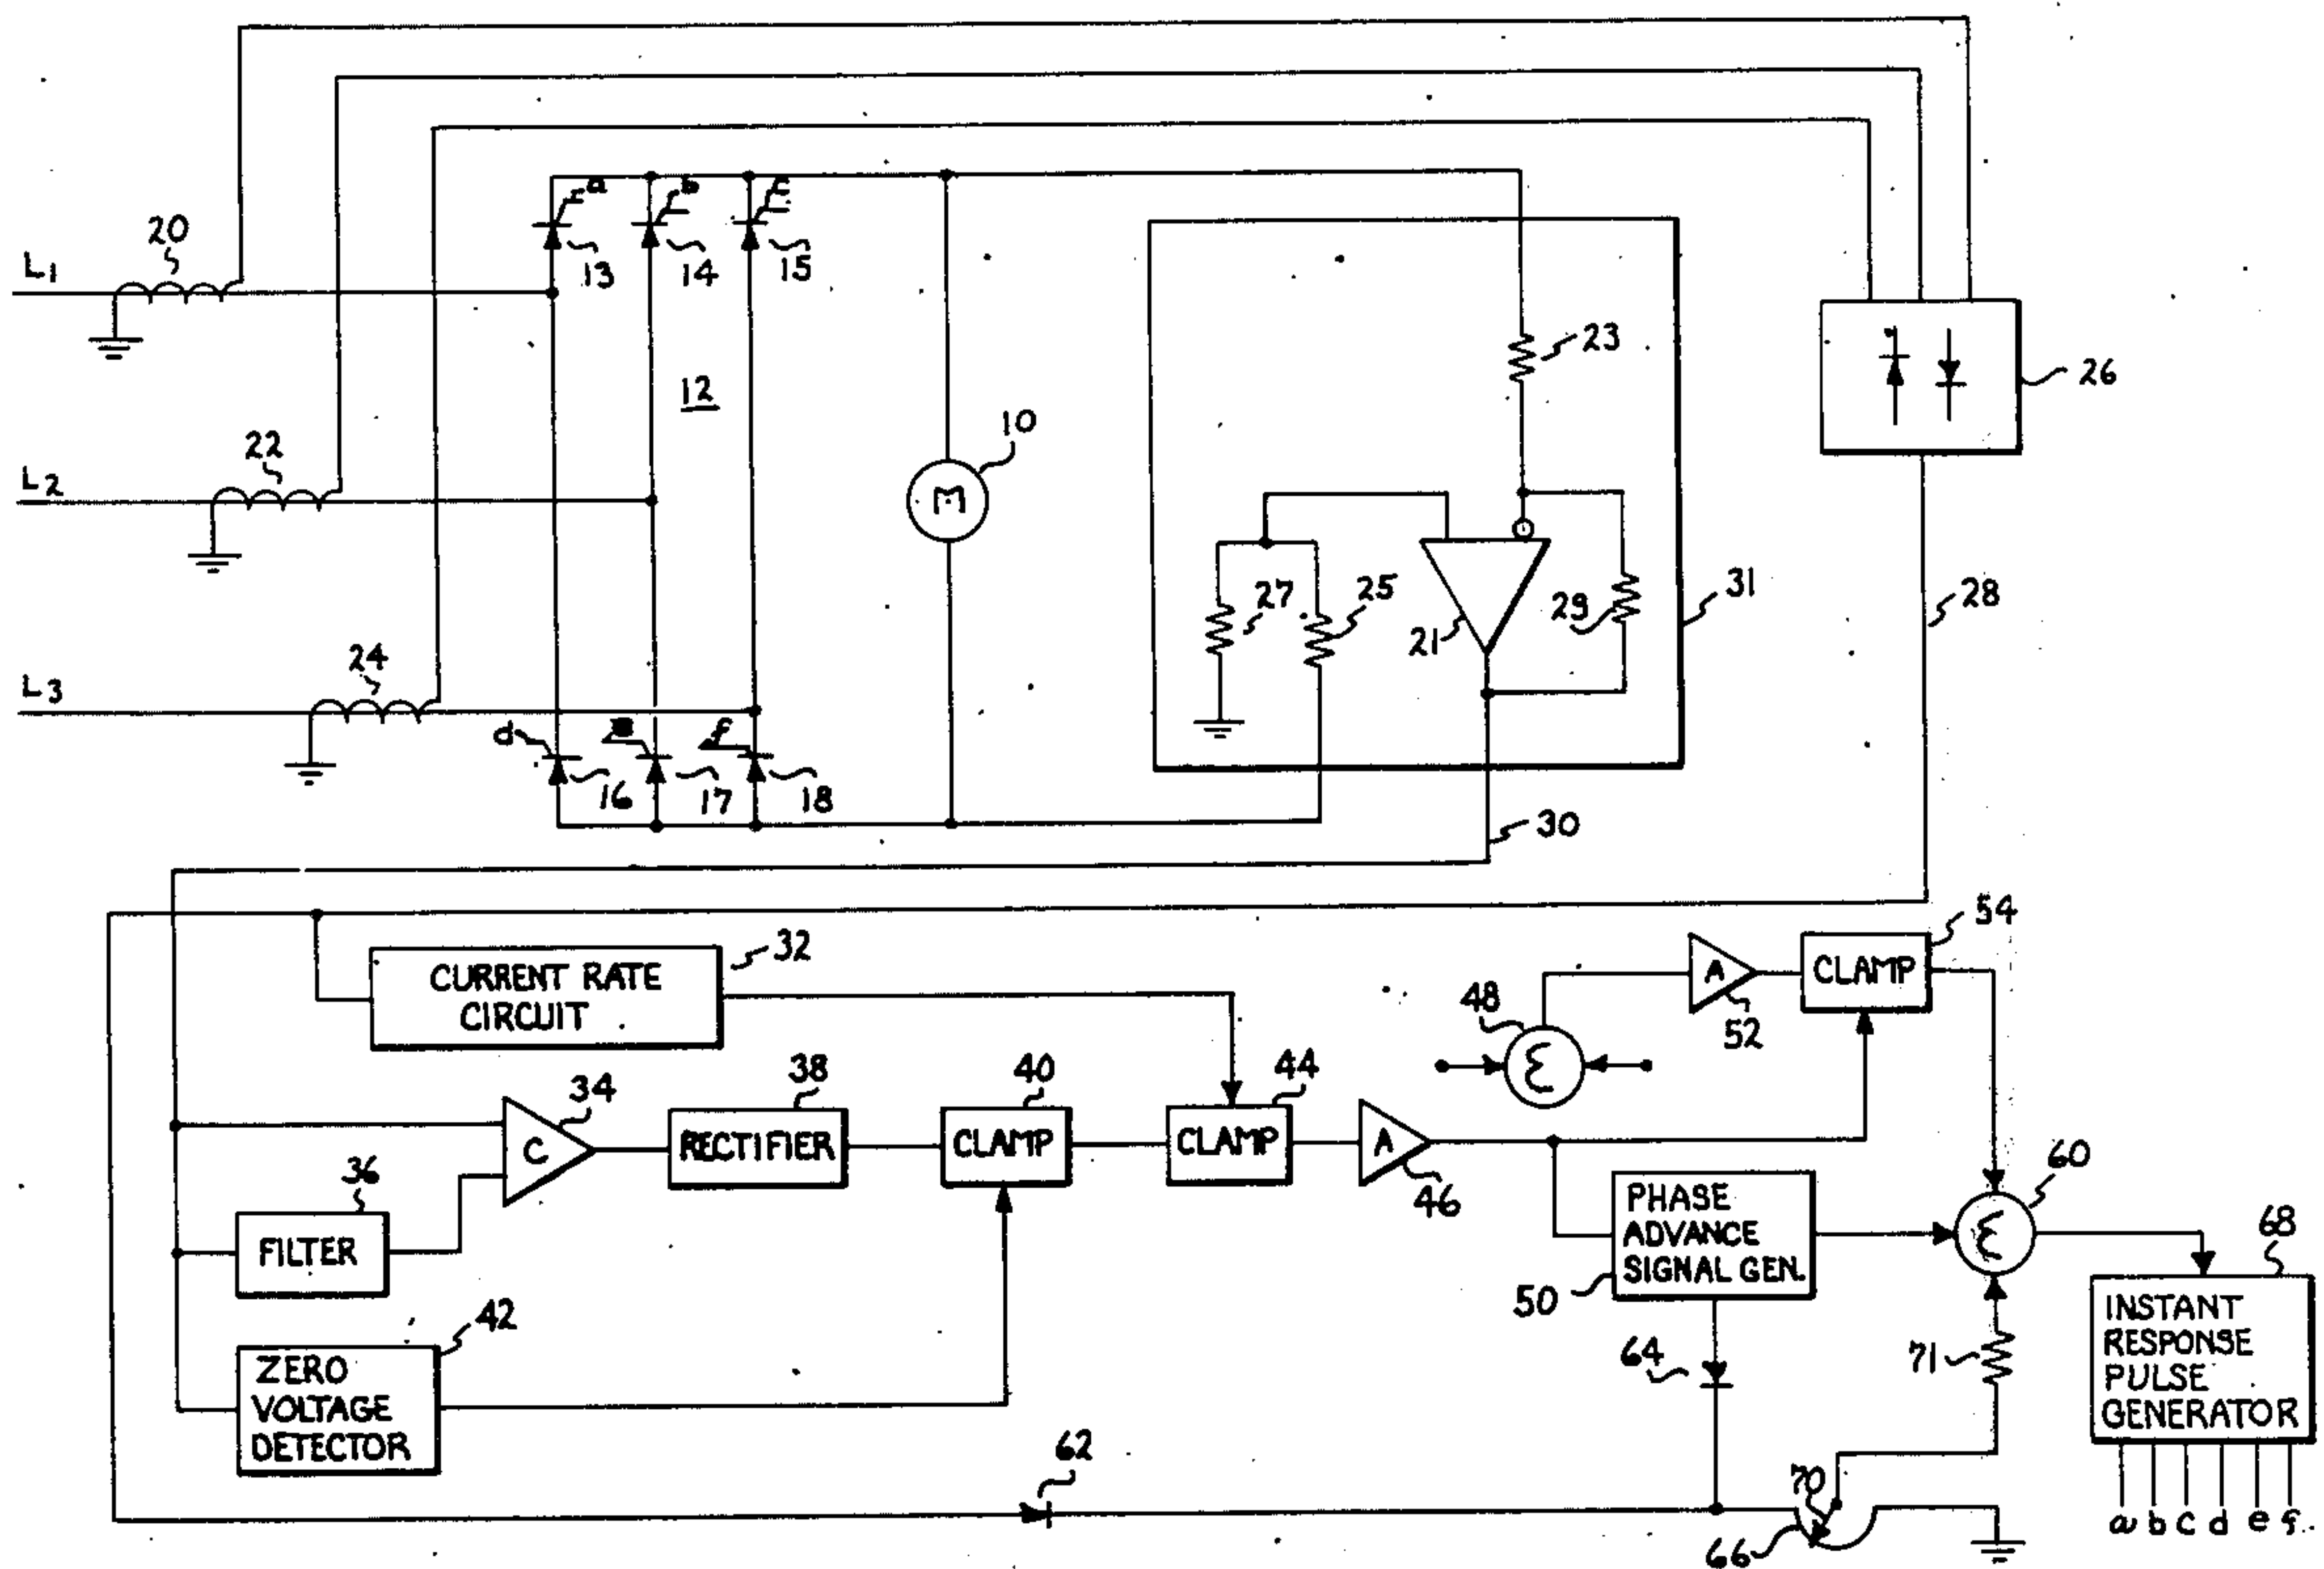 a
b
c
20
L1
13
14
15
23
26
12
10
22
L2
M
31
27
25
29
28
21
24
L3
d
f
16
17
18
30
54
32
CURRENT RATE
CIRCUIT
A
CLAMP
48
52
Σ
34
38
40
44
C
RECTIFIER
CLAMP
CLAMP
A
46
60
36
PHASE
ADVANCE
SIGNAL GEN.
Σ
68
FILTER
50
42
INSTANT
RESPONSE
PULSE
GENERATOR
64
71
ZERO
VOLTAGE
DETECTOR
62
70
66
a b c d e f